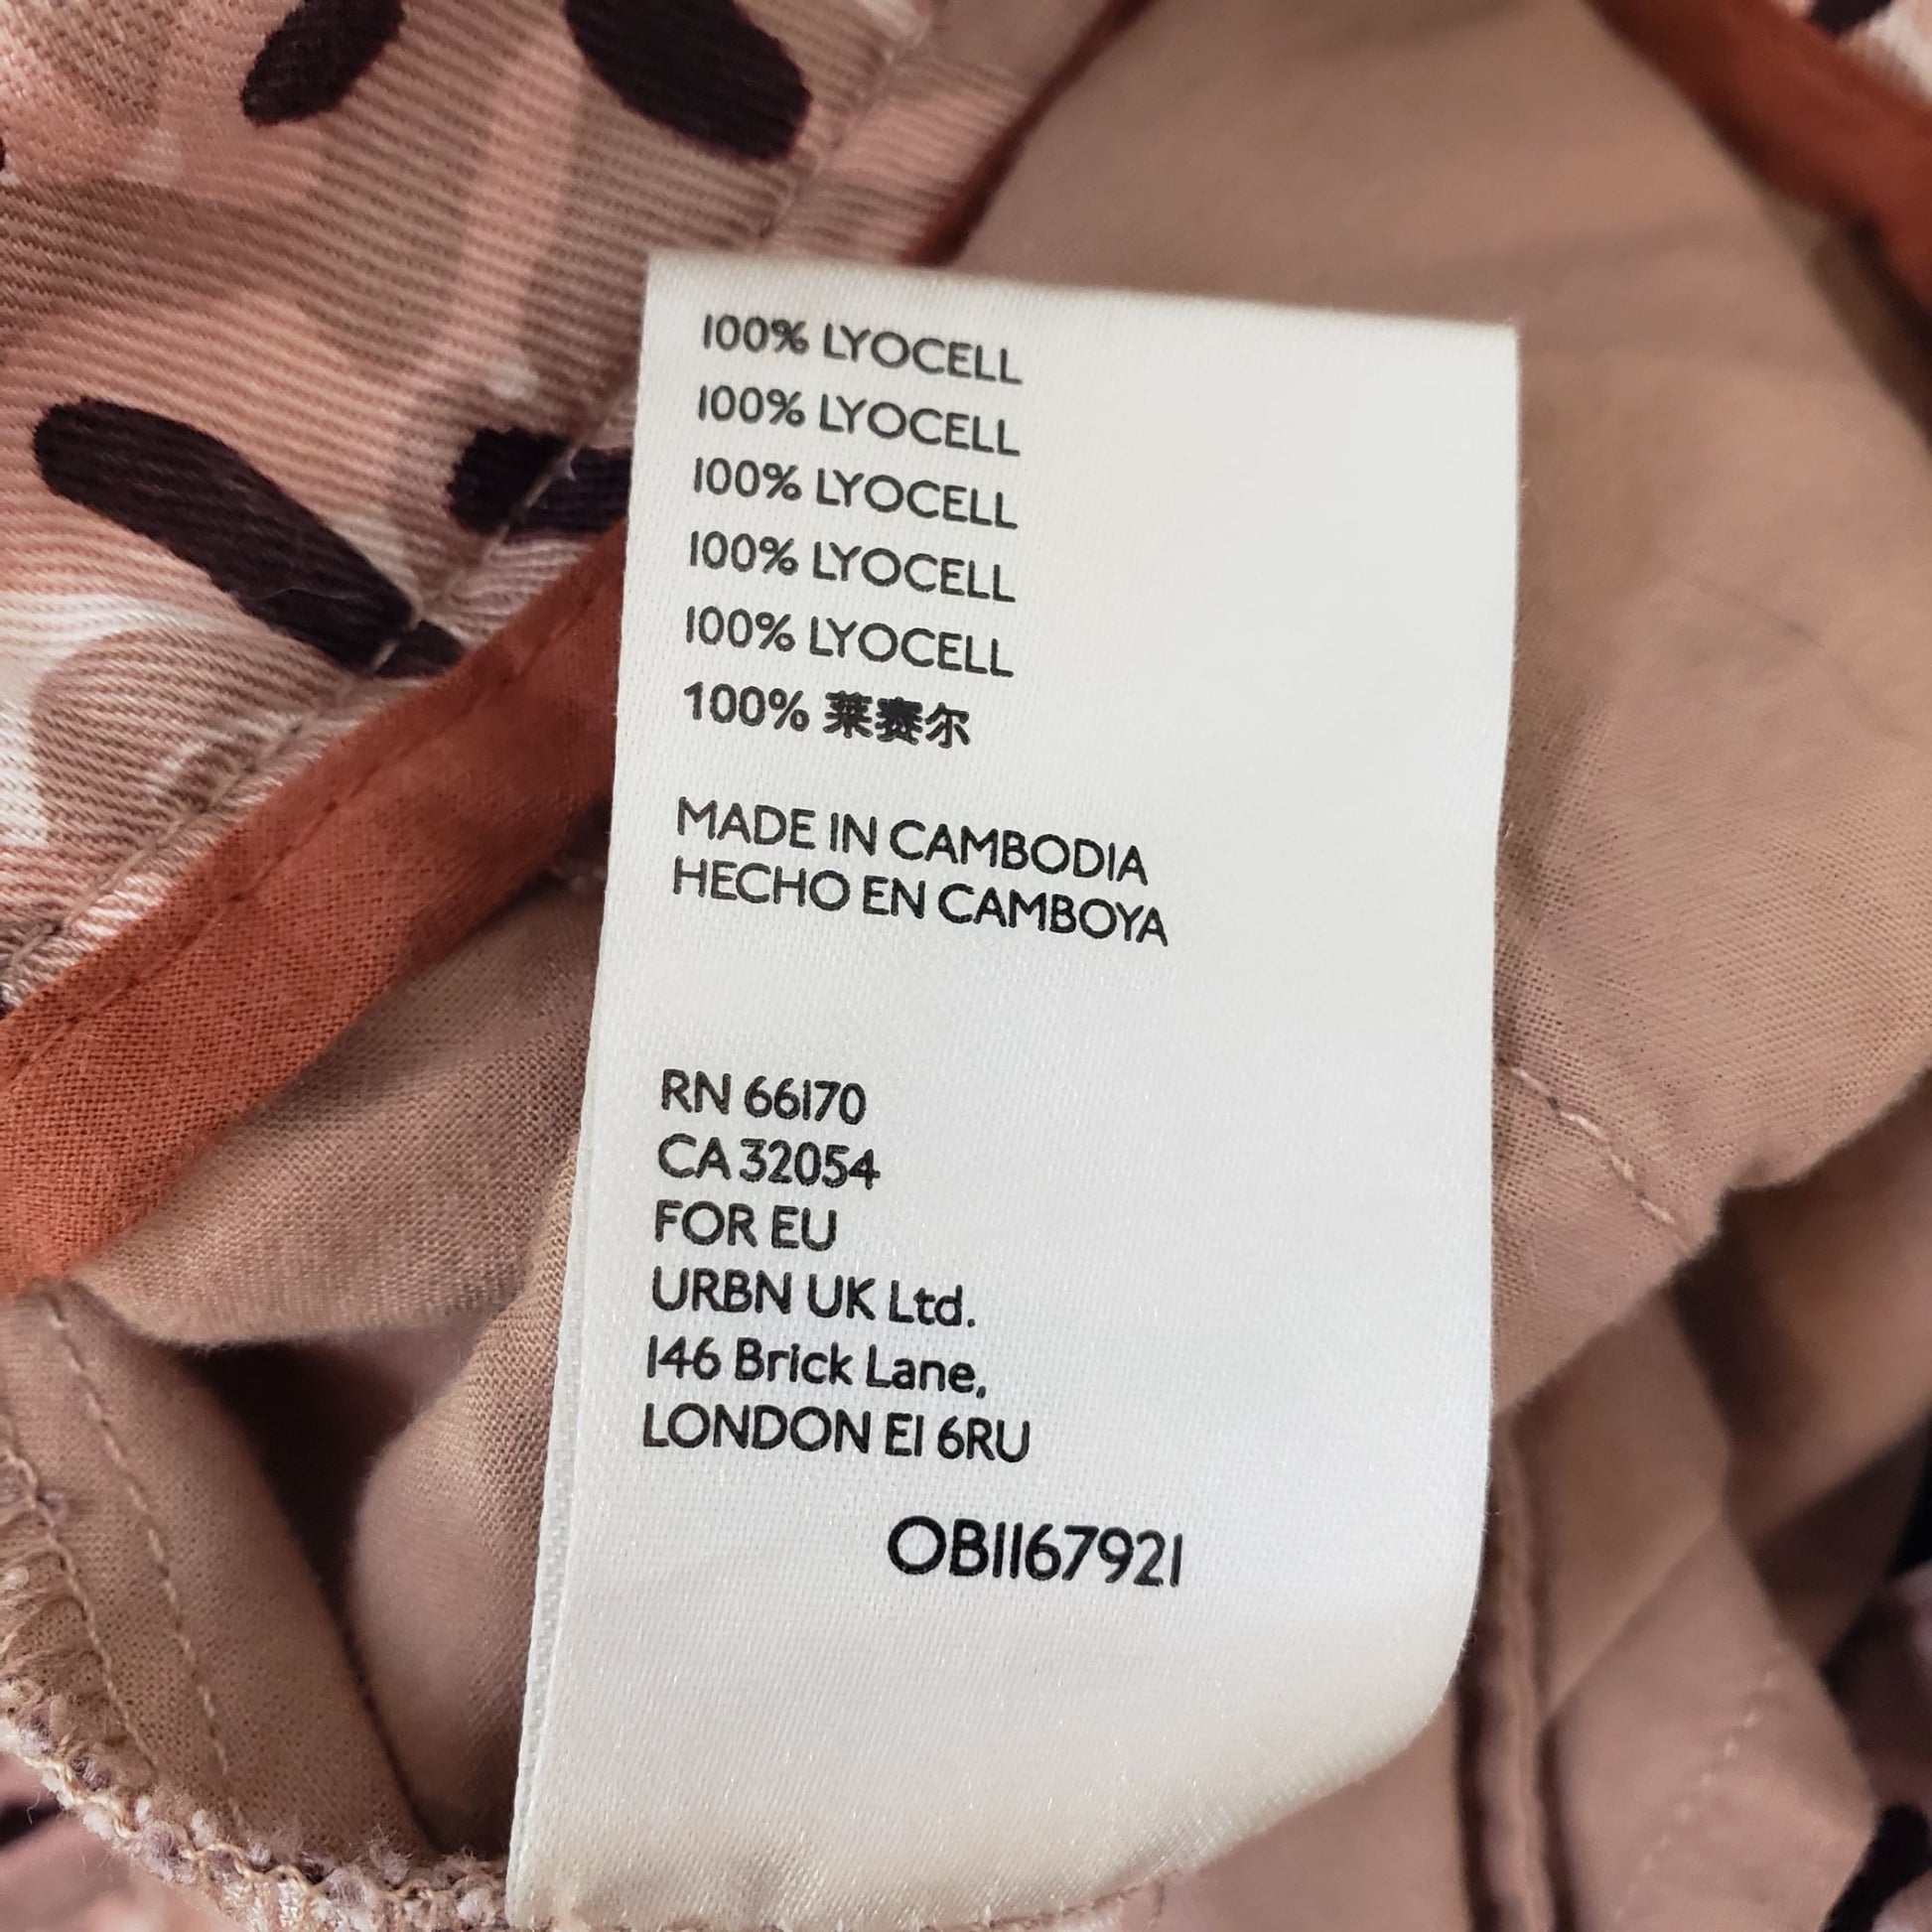 100% LYOCELL
100% LYOCELL
100% LYOCELL
100% LYOCELL
100% LYOCELL
100% 莱赛尔
MADE IN CAMBODIA
HECHO EN CAMBOYA
RN 66170
CA 32054
FOR EU
URBN UK Ltd.
146 Brick Lane,
LONDON E1 6RU
OB1167921